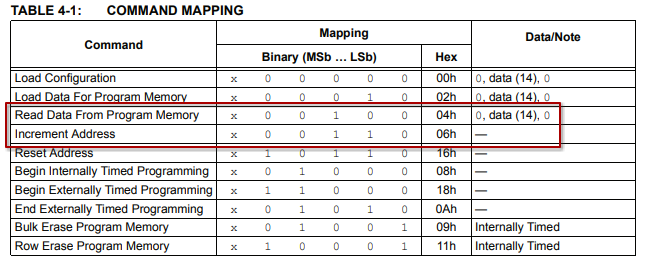 TABLE 4-1: COMMAND MAPPING
Command Mapping Data/Note
Binary (MSb … LSb) Hex
Load Configuration x 0 0 0 0 0 00h 0, data (14), 0
Load Data For Program Memory x 0 0 0 1 0 02h 0, data (14), 0
Read Data From Program Memory x 0 0 1 0 0 04h 0, data (14), 0
Increment Address x 0 0 1 1 0 06h —
Reset Address x 1 0 1 1 0 16h —
Begin Internally Timed Programming x 0 1 0 0 0 08h —
Begin Externally Timed Programming x 1 1 0 0 0 18h —
End Externally Timed Programming x 0 1 0 1 0 0Ah —
Bulk Erase Program Memory x 0 1 0 0 1 09h Internally Timed
Row Erase Program Memory x 1 0 0 0 1 11h Internally Timed